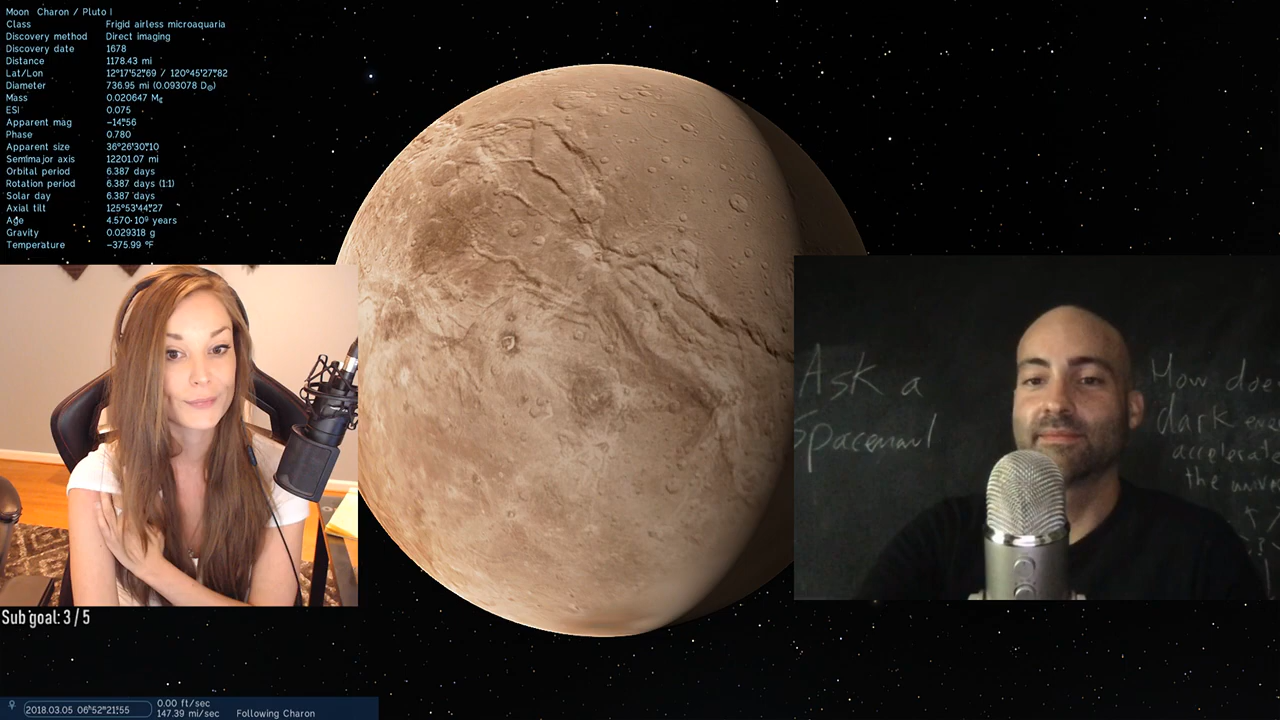 Moon Charon / Pluto I
Class Frigid airless microaquaria
Discovery method Direct imaging
Discovery date 1678
Distance 1178.43 mi
Lat/Lon 12°17'52"69 / 120°45'27"82
Diameter 736.95 mi (0.093078 D⊕)
Mass 0.020647 M
ESI 0.075
Apparent mag −14.56
Phase 0.780
Apparent size 36°26'30"10
Semimajor axis 12201.07 mi
Orbital period 6.387 days
Rotation period 6.387 days (1:1)
Solar day 6.387 days
Axial tilt 125°53'44"27
Age 4.570·10⁹ years
Gravity 0.029318 g
Temperature −375.99 °F
Ask a
Spaceman!
How does
dark
accelerate
the
Sub goal: 3 / 5
2018.03.05 06ʰ52ᵐ21ˢ55
0.00 ft/sec
147.39 mi/sec
Following Charon